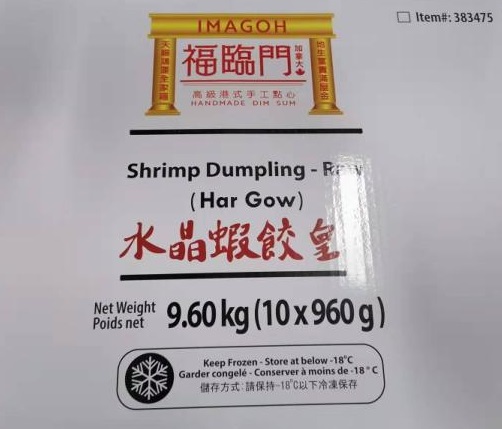 IMAGOH
Item#: 383475
福臨門
加拿大
高級港式手工點心
HANDMADE DIM SUM
Shrimp Dumpling - Raw
(Har Gow)
水晶蝦餃皇
Net Weight
Poids net
9.60 kg (10 x 960 g)
Keep Frozen - Store at below -18°C
Garder congelé - Conserver à moins de -18 °C
儲存方式:請保持-18°C以下冷凍保存